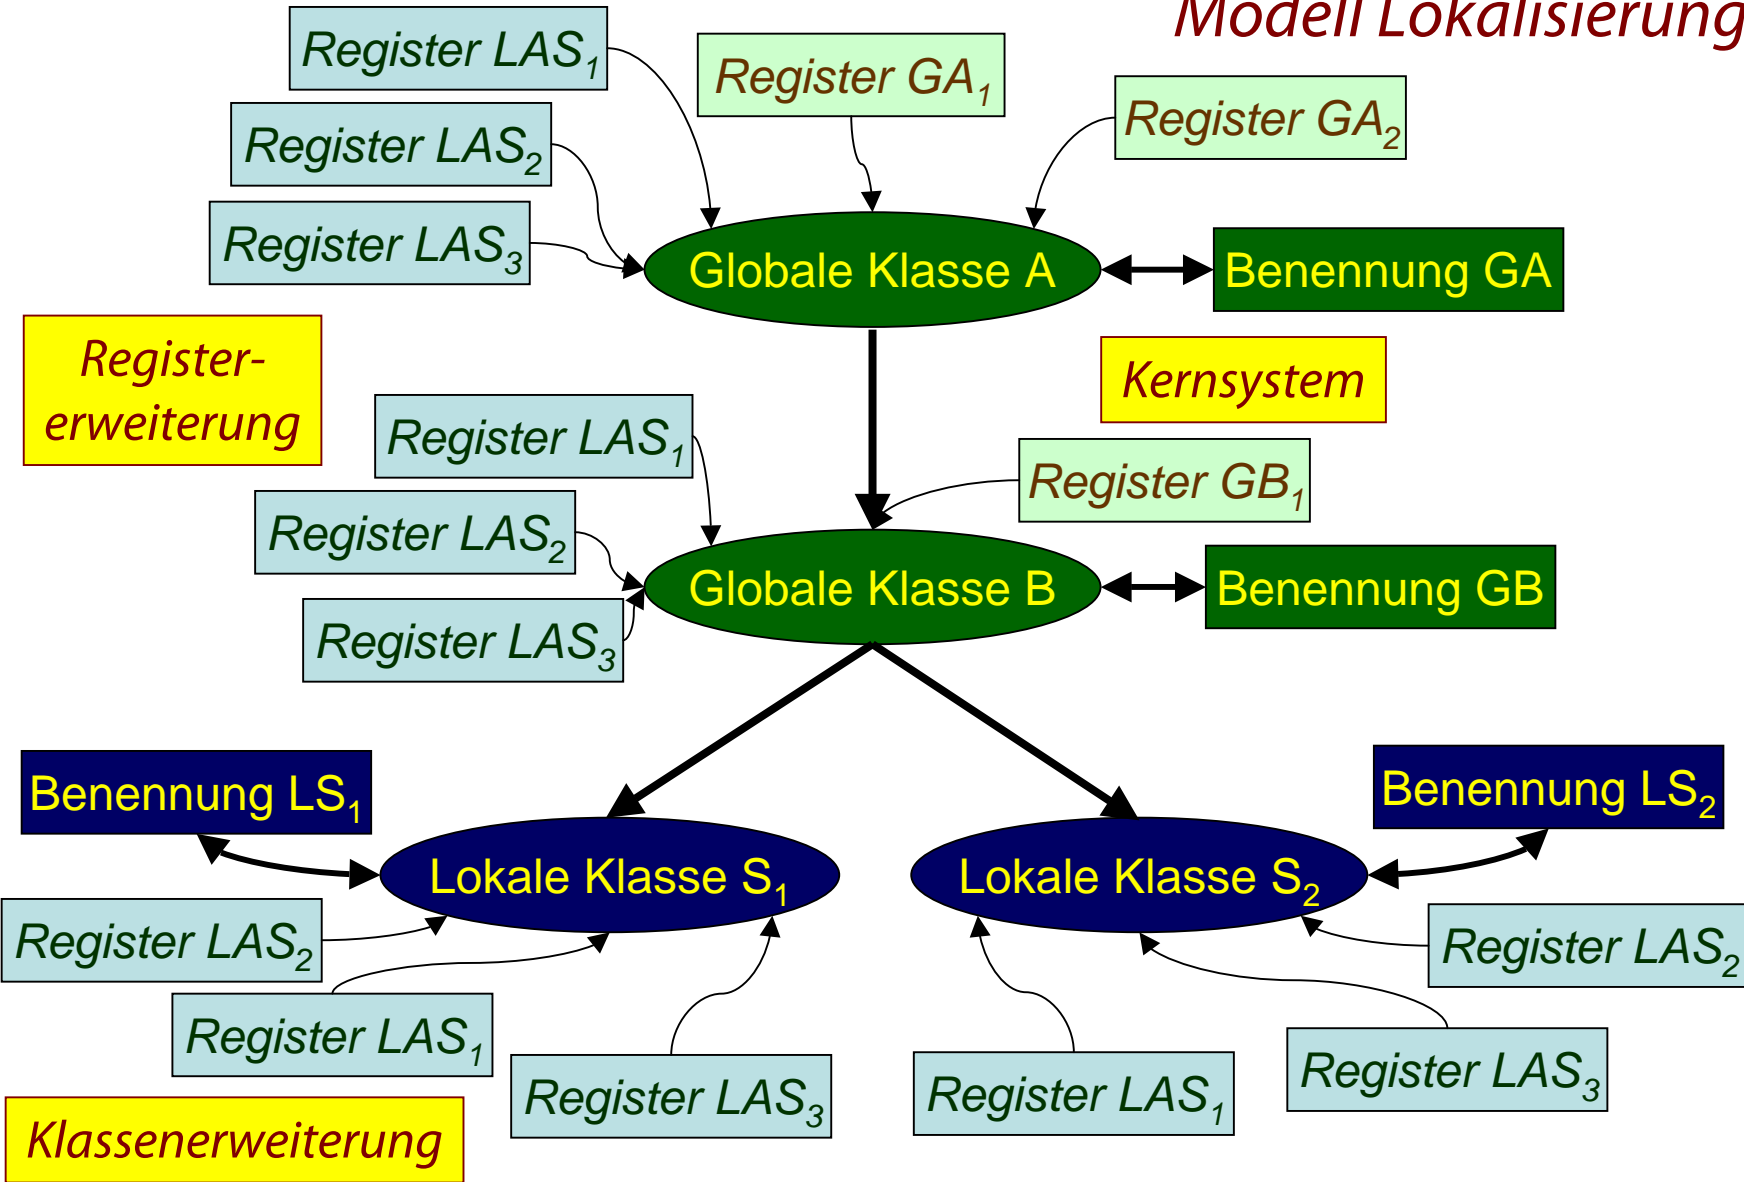 Modell Lokalisierung
Register LAS₁
Register GA₁
Register GA₂
Register LAS₂
Register LAS₃
Globale Klasse A
Benennung GA
Register-
erweiterung
Kernsystem
Register LAS₁
Register GB₁
Register LAS₂
Globale Klasse B
Benennung GB
Register LAS₃
Benennung LS₁
Benennung LS₂
Lokale Klasse S₁
Lokale Klasse S₂
Register LAS₂
Register LAS₂
Register LAS₁
Register LAS₃
Register LAS₁
Register LAS₃
Klassenerweiterung